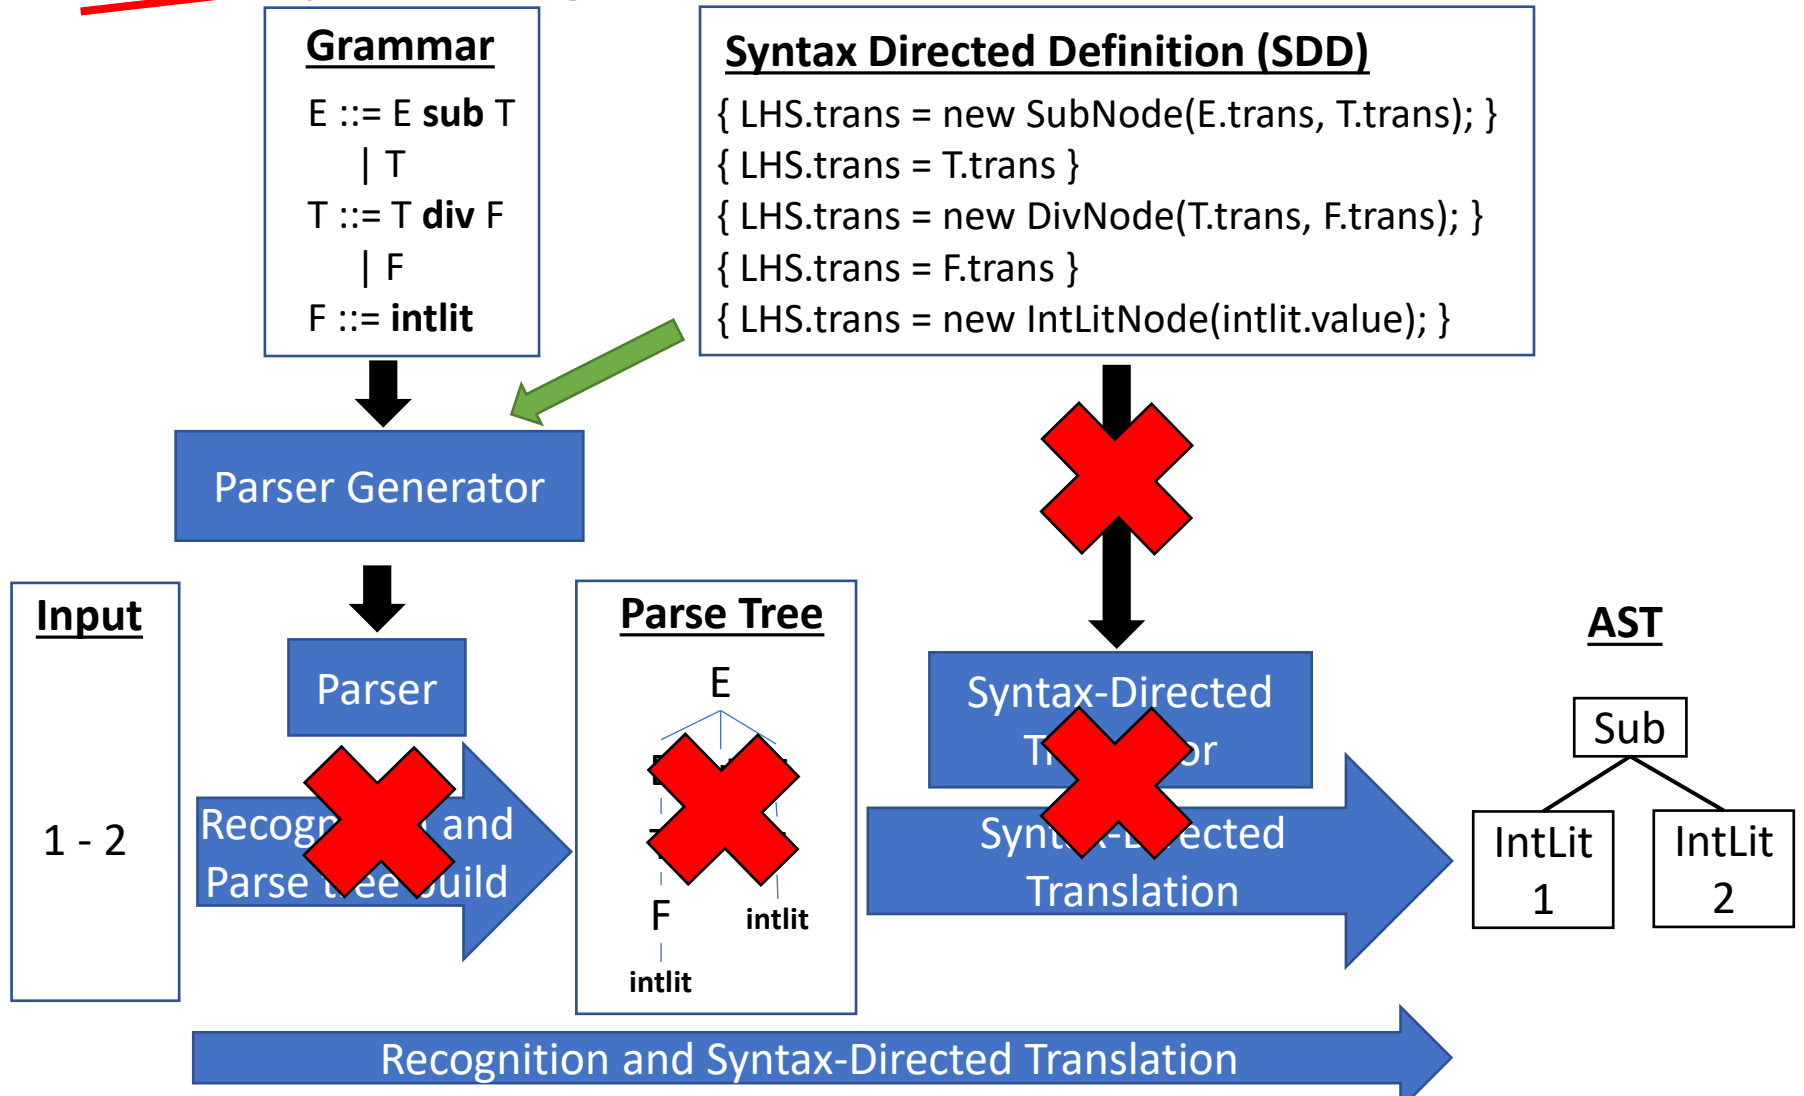 Grammar
E ::= E sub T
| T
T ::= T div F
| F
F ::= intlit
Syntax Directed Definition (SDD)
{ LHS.trans = new SubNode(E.trans, T.trans); }
{ LHS.trans = T.trans }
{ LHS.trans = new DivNode(T.trans, F.trans); }
{ LHS.trans = F.trans }
{ LHS.trans = new IntLitNode(intlit.value); }
Parser Generator
Input
1 - 2
Parser
and
Parse
Parse Tree
E
F
intlit
intlit
Syntax-Directed
Syntax-Directed
Translation
AST
Sub
IntLit
1
IntLit
2
Recognition and Syntax-Directed Translation